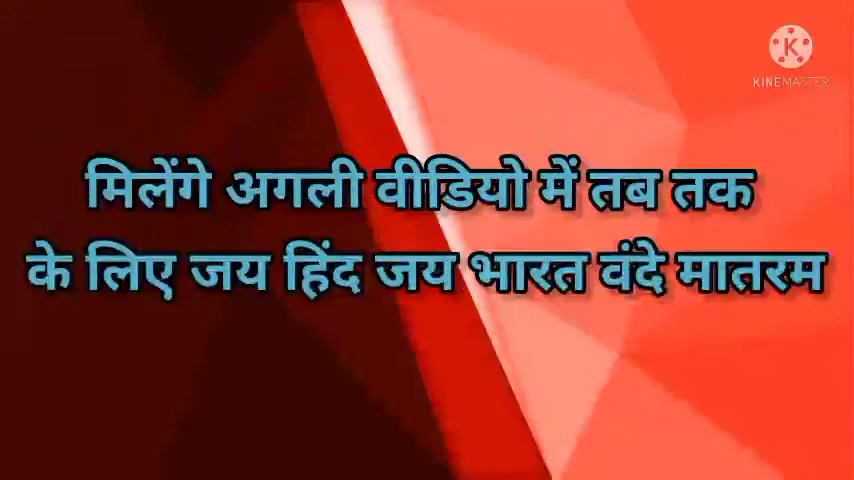 KINEMASTER
मिलेंगे अगली वीडियो में तब तक
के लिए जय हिंद जय भारत वंदे मातरम